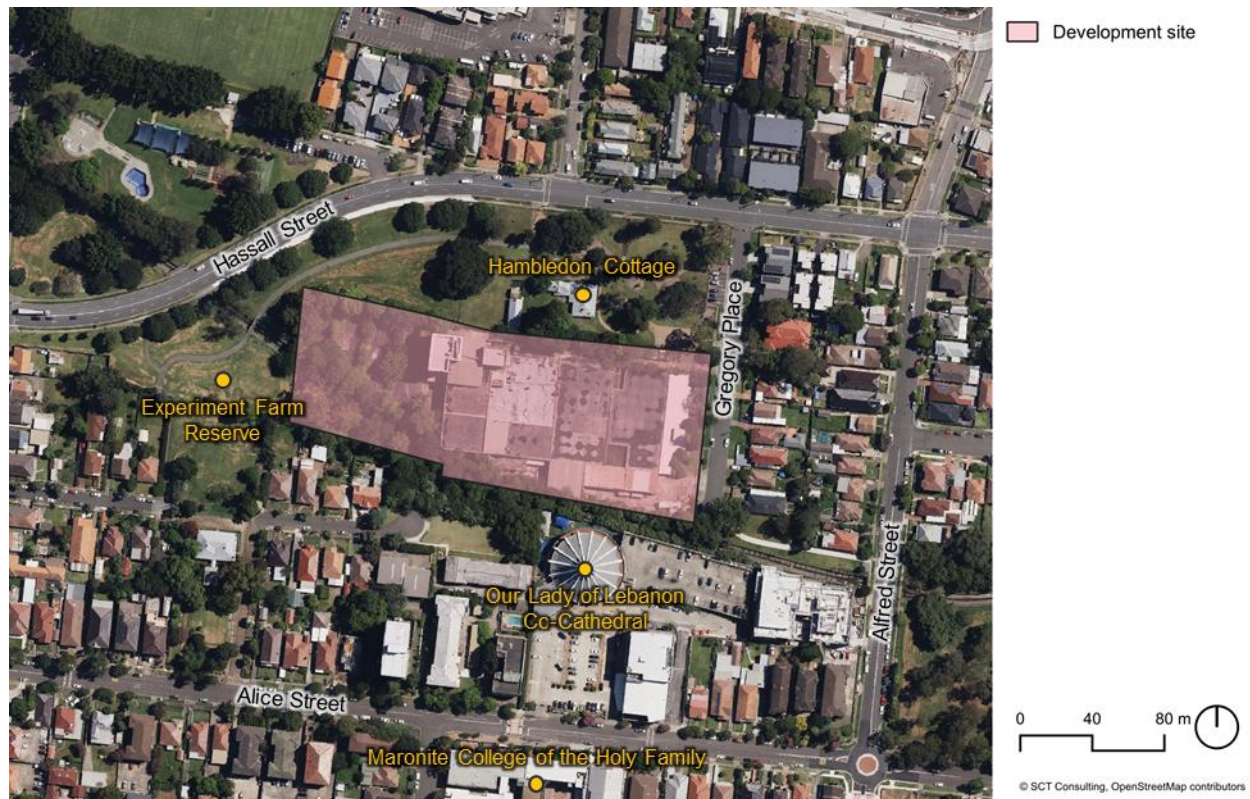 Development site
Hassall Street
Hambledon Cottage
Gregory Place
Experiment Farm
Reserve
Our Lady of Lebanon
Co-Cathedral
Alfred Street
Alice Street
Maronite College of the Holy Family
0 40 80 m
© SCT Consulting, OpenStreetMap contributors